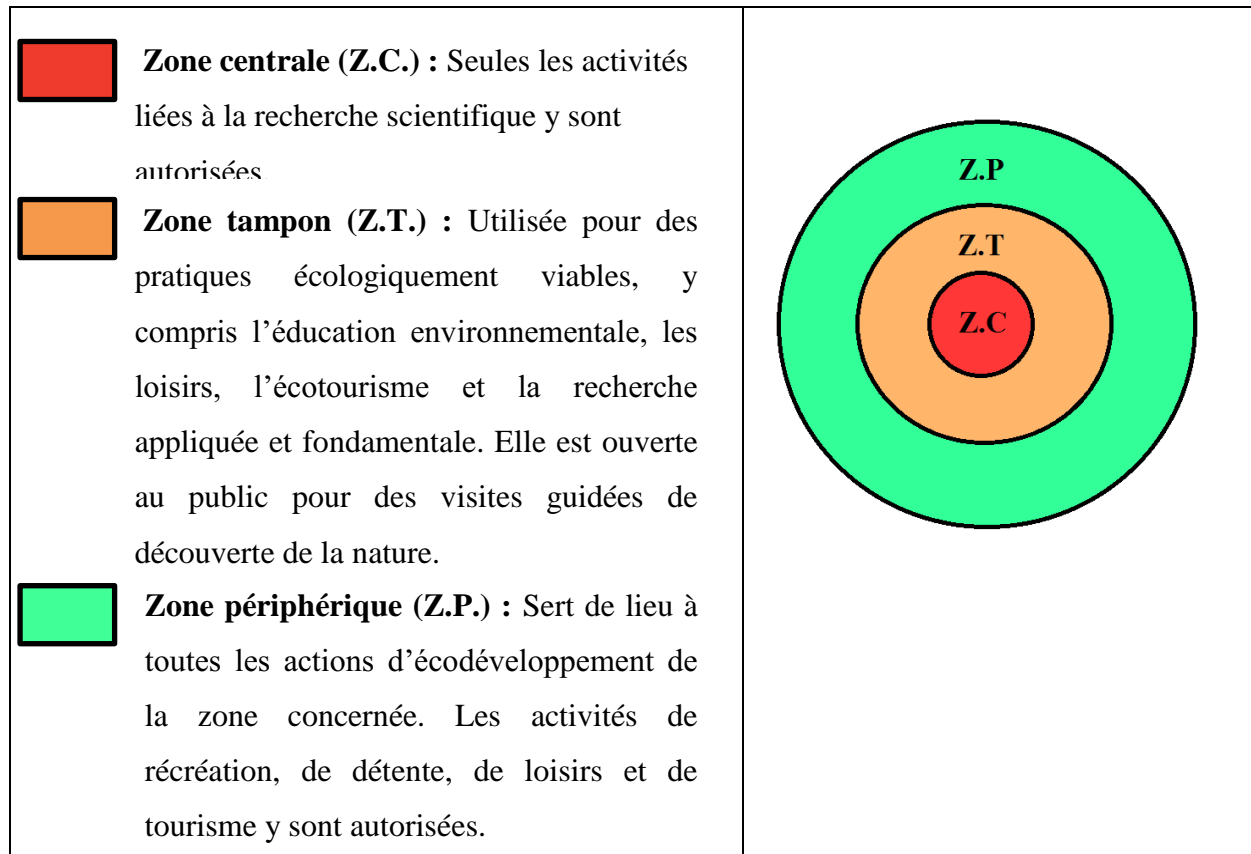 Zone centrale (Z.C.) : Seules les activités
liées à la recherche scientifique y sont
autorisées.
Zone tampon (Z.T.) : Utilisée pour des
pratiques écologiquement viables, y
compris l’éducation environnementale, les
loisirs, l’écotourisme et la recherche
appliquée et fondamentale. Elle est ouverte
au public pour des visites guidées de
découverte de la nature.
Zone périphérique (Z.P.) : Sert de lieu à
toutes les actions d’écodéveloppement de
la zone concernée. Les activités de
récréation, de détente, de loisirs et de
tourisme y sont autorisées.
Z.P
Z.T
Z.C